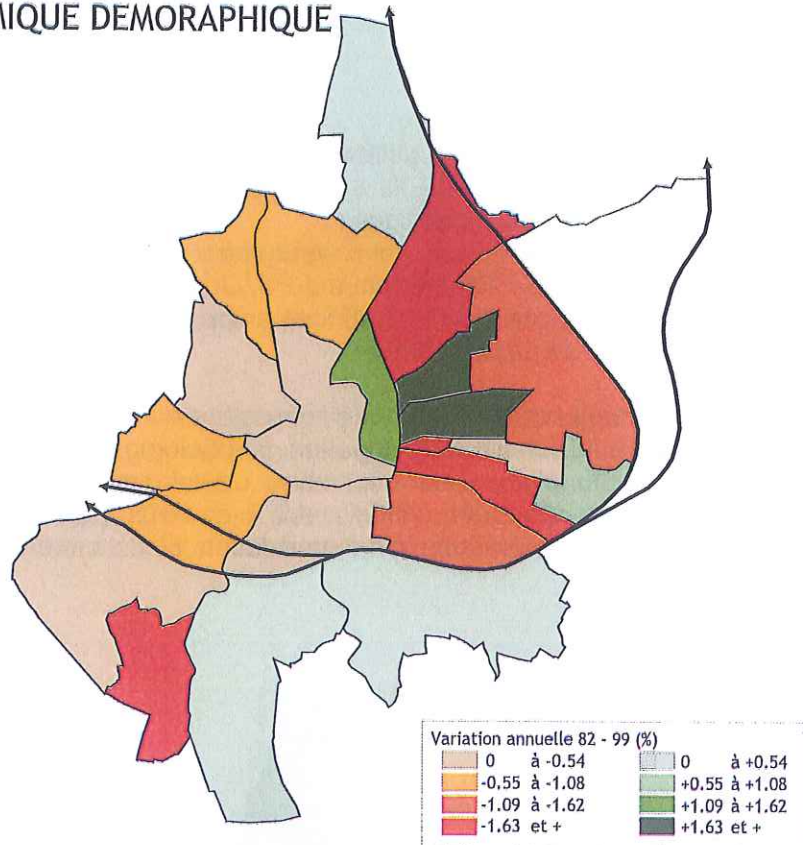 MIQUE DEMORAPHIQUE
Variation annuelle 82 - 99 (%)
0 à -0.54
-0.55 à -1.08
-1.09 à -1.62
-1.63 et +
0 à +0.54
+0.55 à +1.08
+1.09 à +1.62
+1.63 et +